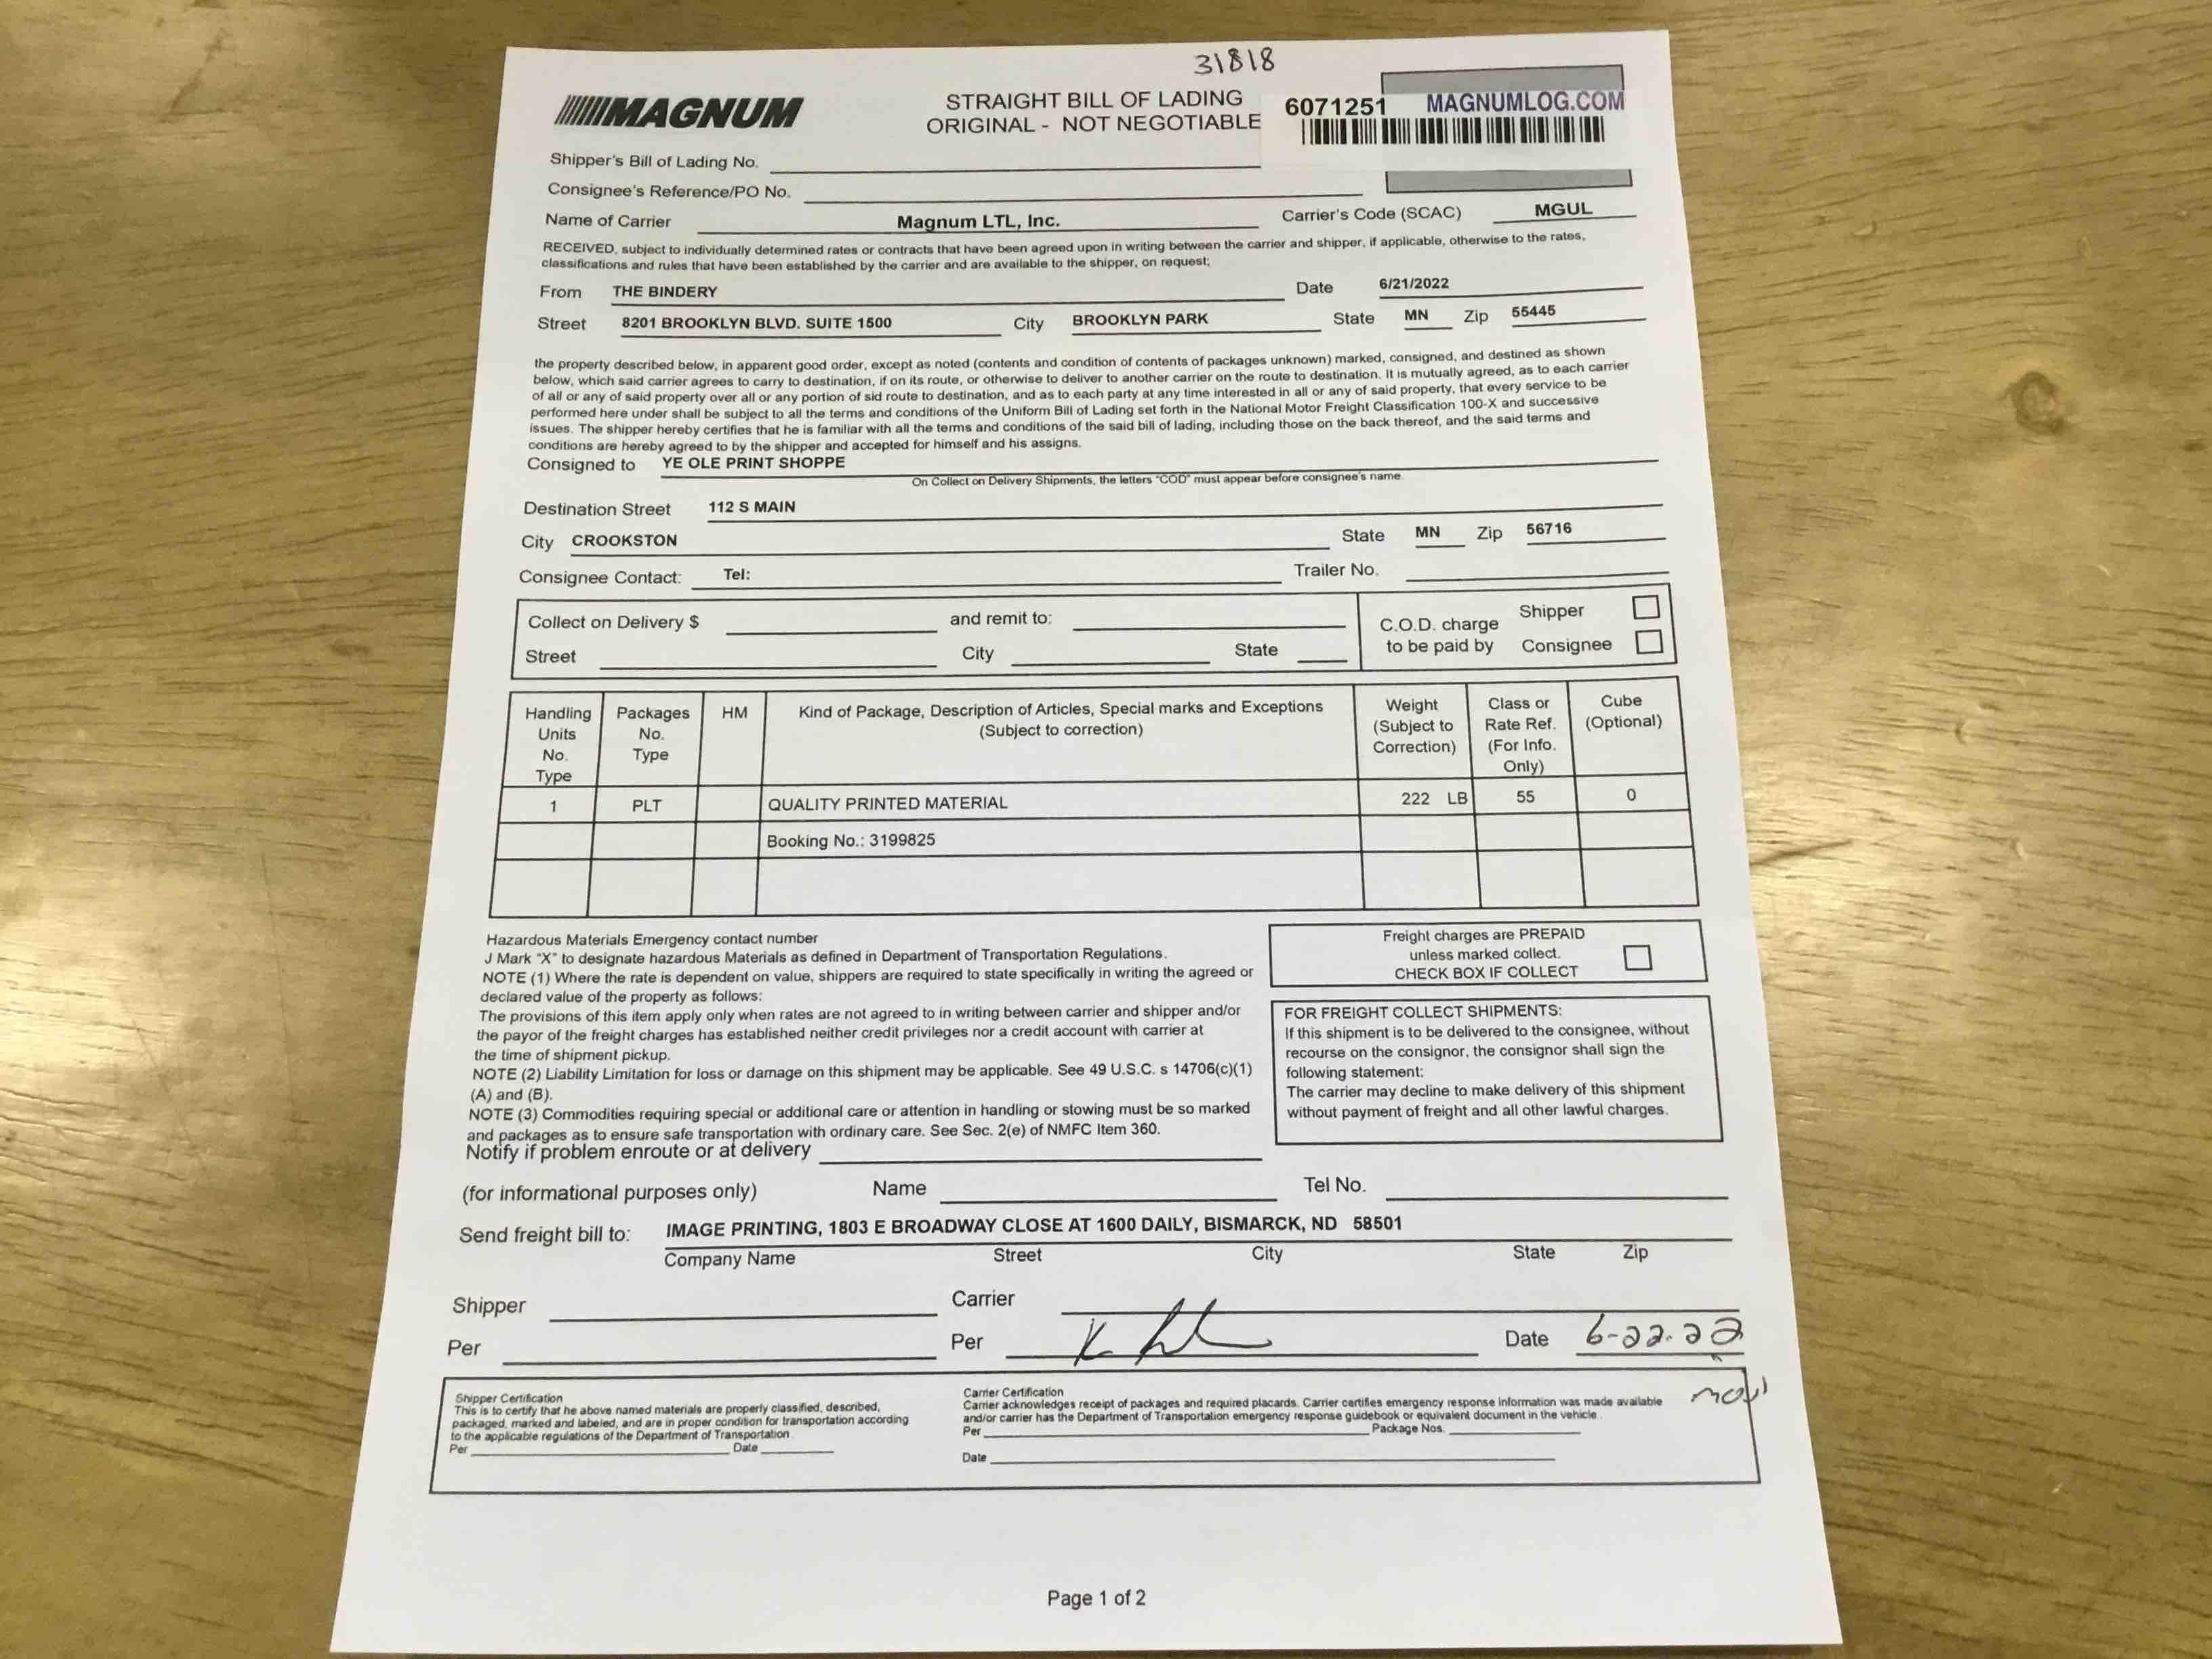 31818
MAGNUM
STRAIGHT BILL OF LADING
ORIGINAL - NOT NEGOTIABLE
6071251 MAGNUMLOG.COM
Shipper's Bill of Lading No.
Consignee's Reference/PO No.
Name of Carrier Magnum LTL, Inc. Carrier's Code (SCAC) MGUL
RECEIVED, subject to individually determined rates or contracts that have been agreed upon in writing between the carrier and shipper, if applicable, otherwise to the rates,
classifications and rules that have been established by the carrier and are available to the shipper, on request;
From THE BINDERY Date 6/21/2022
Street 8201 BROOKLYN BLVD. SUITE 1500 City BROOKLYN PARK State MN Zip 55445
the property described below, in apparent good order, except as noted (contents and condition of contents of packages unknown) marked, consigned, and destined as shown
below, which said carrier agrees to carry to destination, if on its route, or otherwise to deliver to another carrier on the route to destination. It is mutually agreed, as to each carrier
of all or any of said property over all or any portion of sid route to destination, and as to each party at any time interested in all or any of said property, that every service to be
performed here under shall be subject to all the terms and conditions of the Uniform Bill of Lading set forth in the National Motor Freight Classification 100-X and successive
issues. The shipper hereby certifies that he is familiar with all the terms and conditions of the said bill of lading, including those on the back thereof, and the said terms and
conditions are hereby agreed to by the shipper and accepted for himself and his assigns.
Consigned to YE OLE PRINT SHOPPE
On Collect on Delivery Shipments, the letters "COD" must appear before consignee's name
Destination Street 112 S MAIN
City CROOKSTON State MN Zip 56716
Consignee Contact: Tel: Trailer No.
Collect on Delivery $ and remit to:
Street City State
C.O.D. charge to be paid by Shipper Consignee
Handling Units No. Type
Packages No. Type
HM
Kind of Package, Description of Articles, Special marks and Exceptions
(Subject to correction)
Weight (Subject to Correction)
Class or Rate Ref. (For Info. Only)
Cube (Optional)
1 PLT QUALITY PRINTED MATERIAL 222 LB 55 0
Booking No.: 3199825
Hazardous Materials Emergency contact number
J Mark "X" to designate hazardous Materials as defined in Department of Transportation Regulations.
NOTE (1) Where the rate is dependent on value, shippers are required to state specifically in writing the agreed or
declared value of the property as follows:
The provisions of this item apply only when rates are not agreed to in writing between carrier and shipper and/or
the payor of the freight charges has established neither credit privileges nor a credit account with carrier at
the time of shipment pickup.
NOTE (2) Liability Limitation for loss or damage on this shipment may be applicable. See 49 U.S.C. s 14706(c)(1)
(A) and (B).
NOTE (3) Commodities requiring special or additional care or attention in handling or stowing must be so marked
and packages as to ensure safe transportation with ordinary care. See Sec. 2(e) of NMFC Item 360.
Freight charges are PREPAID
unless marked collect.
CHECK BOX IF COLLECT
FOR FREIGHT COLLECT SHIPMENTS:
If this shipment is to be delivered to the consignee, without
recourse on the consignor, the consignor shall sign the
following statement:
The carrier may decline to make delivery of this shipment
without payment of freight and all other lawful charges.
Notify if problem enroute or at delivery
(for informational purposes only) Name Tel No.
Send freight bill to: IMAGE PRINTING, 1803 E BROADWAY CLOSE AT 1600 DAILY, BISMARCK, ND 58501
Company Name Street City State Zip
Shipper Carrier
Per Per Date 6-22-22
Shipper Certification
This is to certify that he above named materials are properly classified, described,
packaged, marked and labeled, and are in proper condition for transportation according
to the applicable regulations of the Department of Transportation
Per Date
Carrier Certification
Carrier acknowledges receipt of packages and required placards. Carrier certifies emergency response information was made available
and/or carrier has the Department of Transportation emergency response guidebook or equivalent document in the vehicle
Per Package Nos.
Date
Page 1 of 2